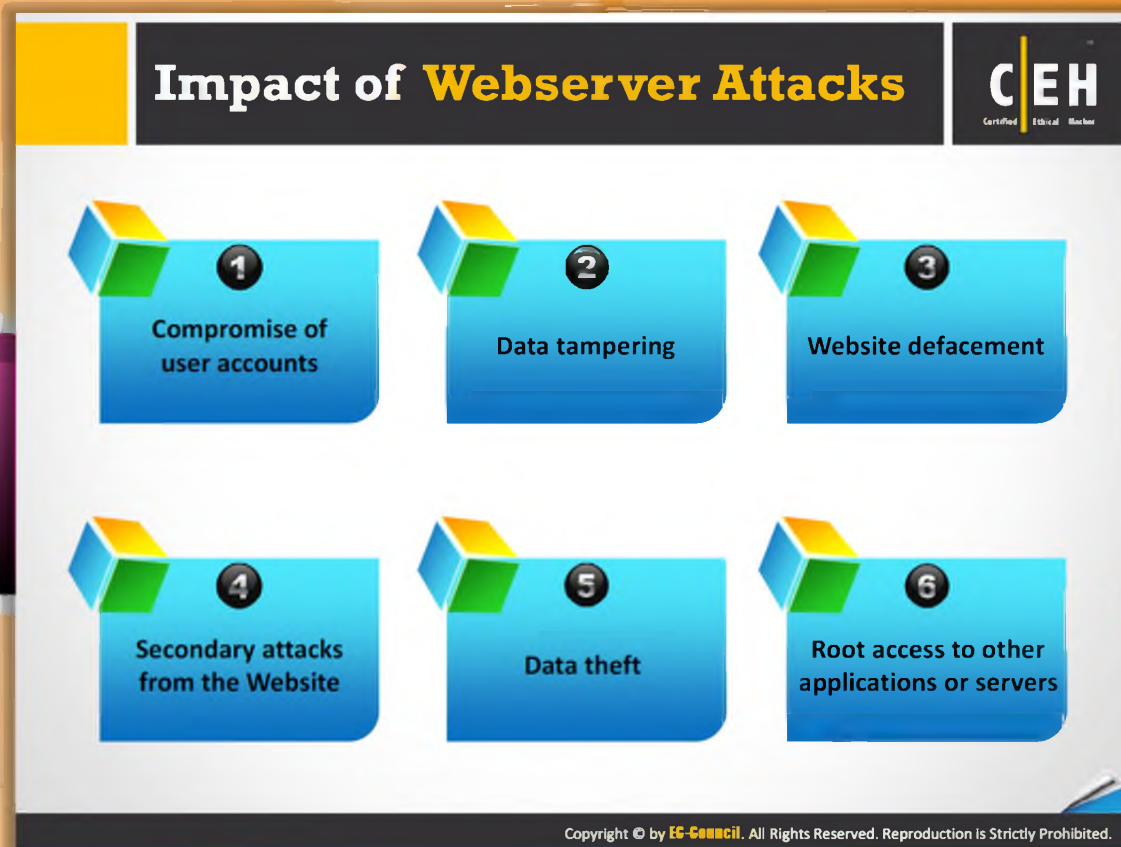 Impact of Webserver Attacks
C|EH
Certified Ethical Hacker
1
Compromise of
user accounts
2
Data tampering
3
Website defacement
4
Secondary attacks
from the Website
5
Data theft
6
Root access to other
applications or servers
Copyright © by EC-Council. All Rights Reserved. Reproduction is Strictly Prohibited.